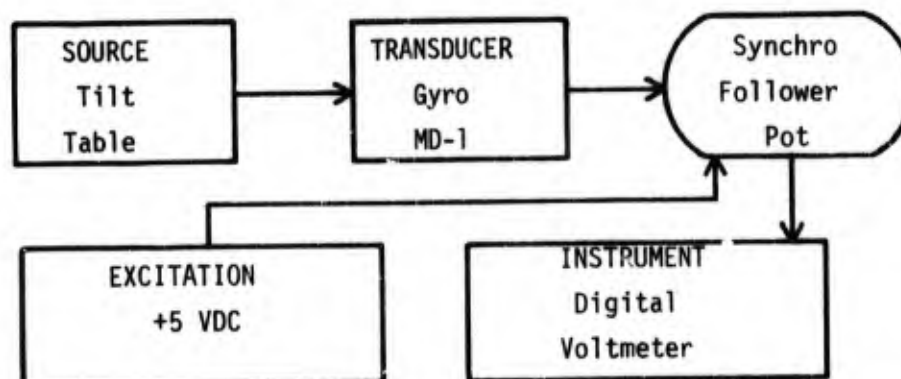 SOURCE
Tilt
Table
TRANSDUCER
Gyro
MD-1
Synchro
Follower
Pot
EXCITATION
+5 VDC
INSTRUMENT
Digital
Voltmeter